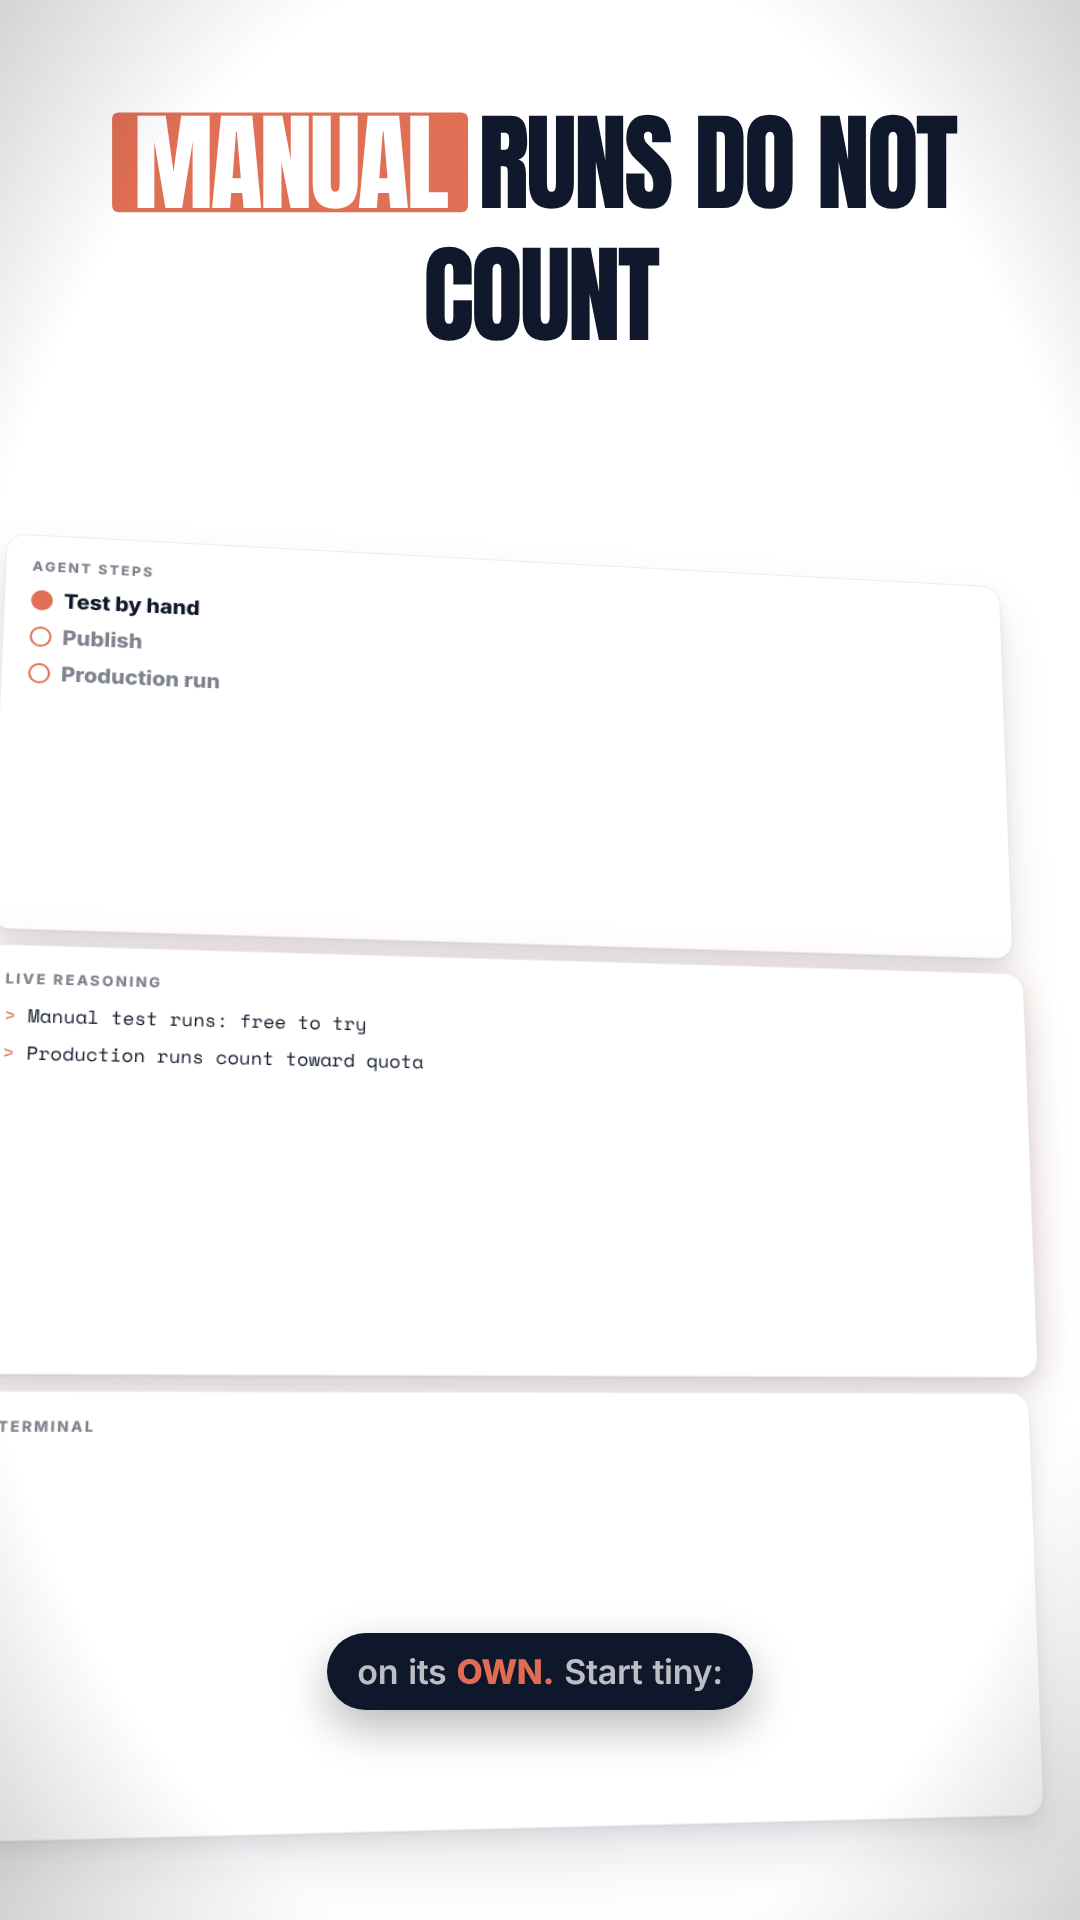 MANUAL RUNS DO NOT
COUNT
AGENT STEPS
Test by hand
Publish
Production run
LIVE REASONING
> Manual test runs: free to try
> Production runs count toward quota
TERMINAL
on its OWN. Start tiny: